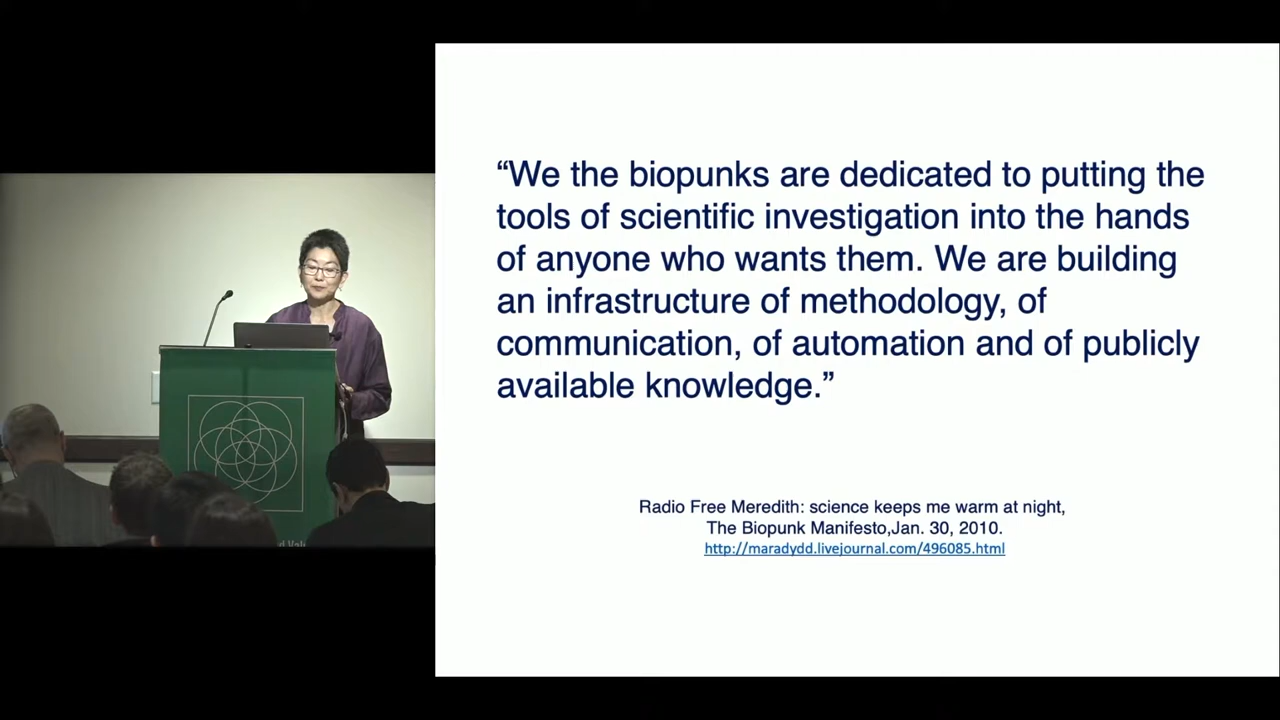 “We the biopunks are dedicated to putting the
tools of scientific investigation into the hands
of anyone who wants them. We are building
an infrastructure of methodology, of
communication, of automation and of publicly
available knowledge.”
Radio Free Meredith: science keeps me warm at night,
The Biopunk Manifesto,Jan. 30, 2010.
http://maradydd.livejournal.com/496085.html